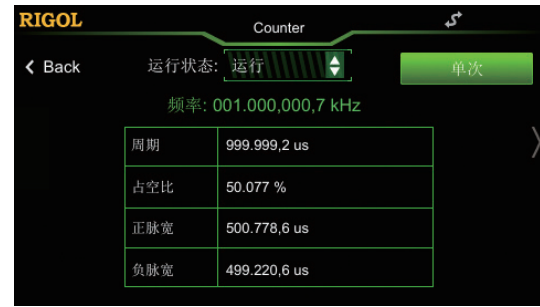 RIGOL
Counter
Back
运行状态: 运行
单次
频率: 001.000,000,7 kHz
周期 999.999,2 us
占空比 50.077 %
正脉宽 500.778,6 us
负脉宽 499.220,6 us